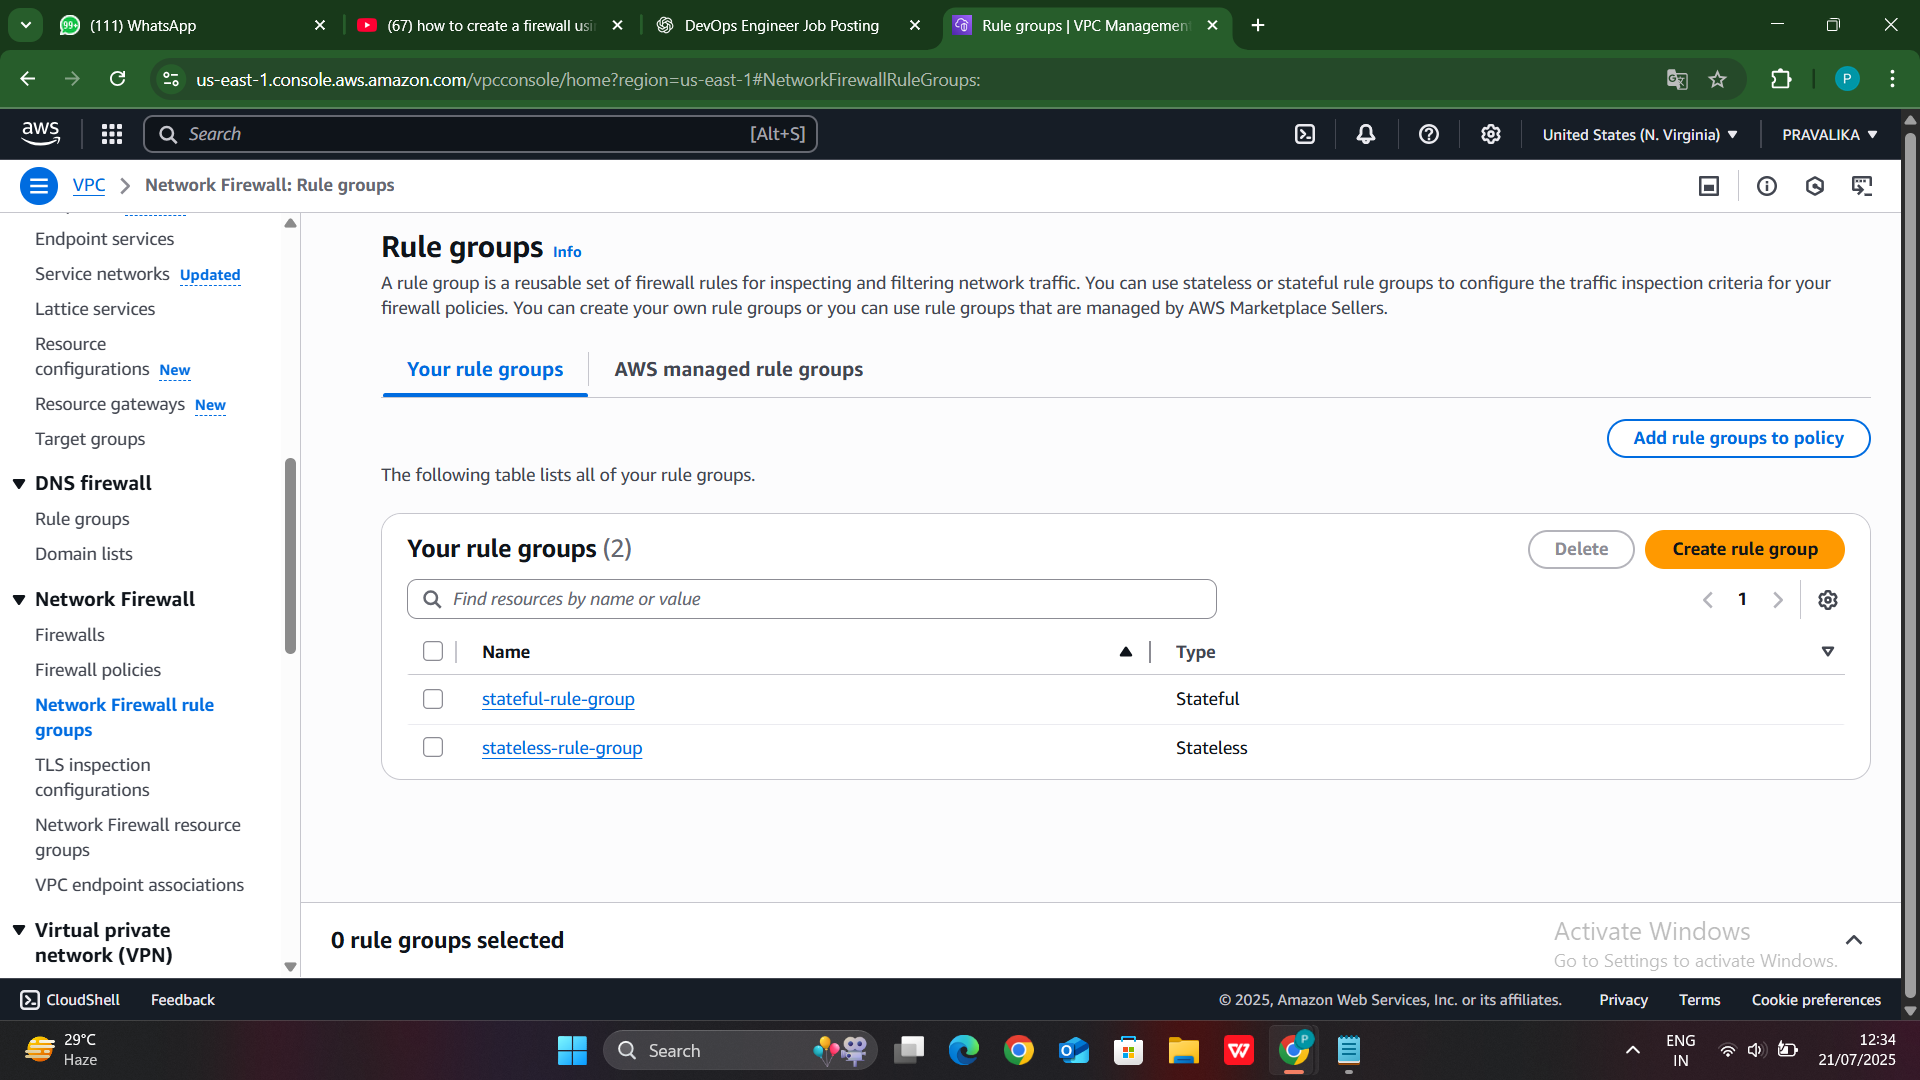 (111) WhatsApp
(67) how to create a firewall usi
DevOps Engineer Job Posting
Rule groups | VPC Management
us-east-1.console.aws.amazon.com/vpcconsole/home?region=us-east-1#NetworkFirewallRuleGroups:
P
aws
Search
[Alt+S]
United States (N. Virginia)
PRAVALIKA
VPC
Network Firewall: Rule groups
Endpoint services
Service networks Updated
Lattice services
Resource
configurations New
Resource gateways New
Target groups
DNS firewall
Rule groups
Domain lists
Network Firewall
Firewalls
Firewall policies
Network Firewall rule
groups
TLS inspection
configurations
Network Firewall resource
groups
VPC endpoint associations
Virtual private
network (VPN)
Rule groups Info
A rule group is a reusable set of firewall rules for inspecting and filtering network traffic. You can use stateless or stateful rule groups to configure the traffic inspection criteria for your
firewall policies. You can create your own rule groups or you can use rule groups that are managed by AWS Marketplace Sellers.
Your rule groups
AWS managed rule groups
Add rule groups to policy
The following table lists all of your rule groups.
Your rule groups (2)
Delete
Create rule group
Find resources by name or value
1
Name
Type
stateful-rule-group
Stateful
stateless-rule-group
Stateless
0 rule groups selected
Activate Windows
Go to Settings to activate Windows.
CloudShell
Feedback
© 2025, Amazon Web Services, Inc. or its affiliates.
Privacy
Terms
Cookie preferences
29°C
Haze
Search
ENG
IN
12:34
21/07/2025